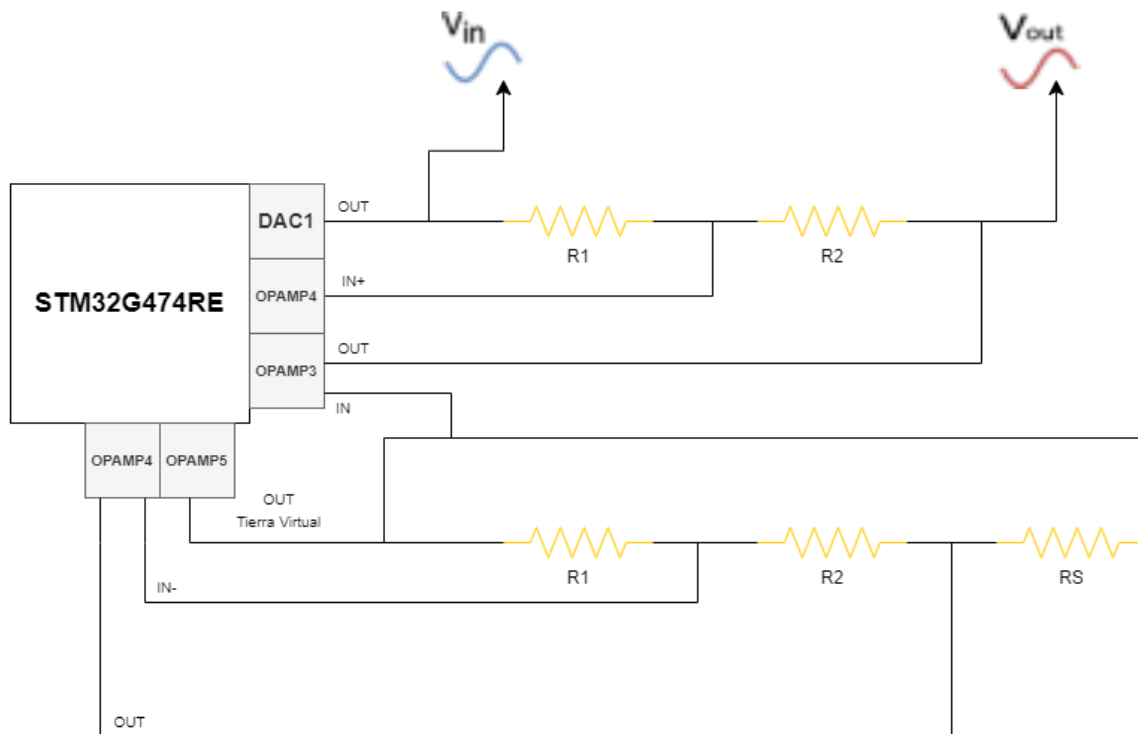 Vin
Vout
OUT
DAC1
R1
R2
IN+
STM32G474RE
OPAMP4
OUT
OPAMP3
IN
OPAMP4
OPAMP5
OUT
Tierra Virtual
R1
R2
RS
IN-
OUT